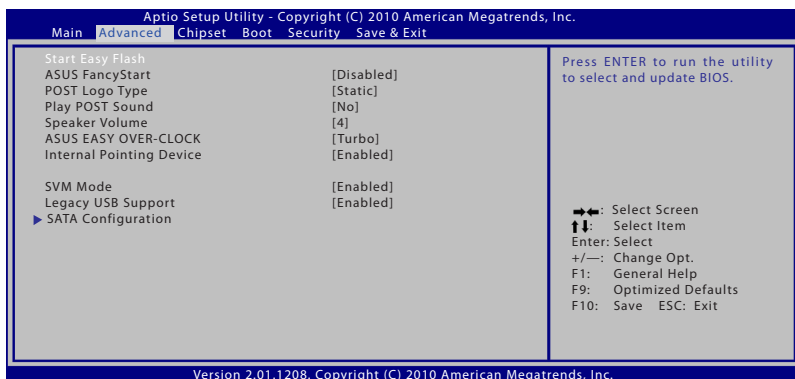 Aptio Setup Utility - Copyright (C) 2010 American Megatrends, Inc.
Main Advanced Chipset Boot Security Save & Exit
Start Easy Flash
ASUS FancyStart [Disabled]
POST Logo Type [Static]
Play POST Sound [No]
Speaker Volume [4]
ASUS EASY OVER-CLOCK [Turbo]
Internal Pointing Device [Enabled]
SVM Mode [Enabled]
Legacy USB Support [Enabled]
SATA Configuration
Press ENTER to run the utility
to select and update BIOS.
→←: Select Screen
↑↓: Select Item
Enter: Select
+/—: Change Opt.
F1: General Help
F9: Optimized Defaults
F10: Save ESC: Exit
Version 2.01.1208. Copyright (C) 2010 American Megatrends, Inc.